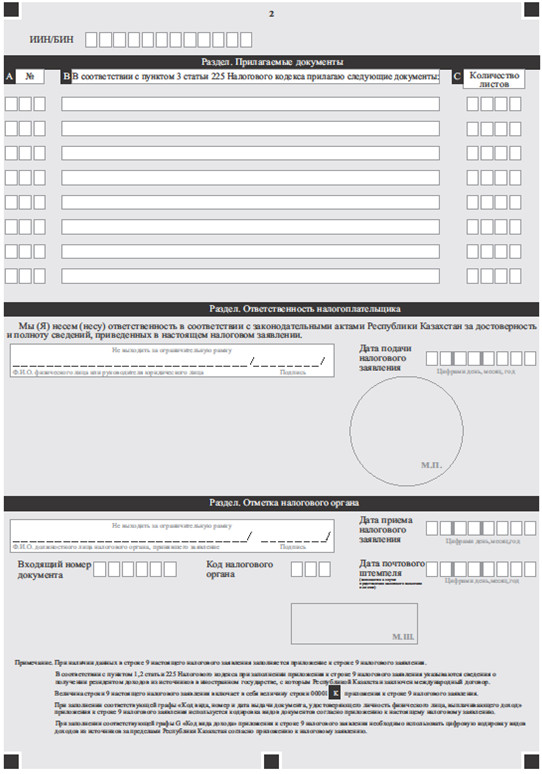 2
ИИН/БИН
Раздел. Прилагаемые документы
A № B В соответствии с пунктом 3 статьи 225 Налогового кодекса прилагаю следующие документы: C Количество
листов
Раздел. Ответственность налогоплательщика
Мы (Я) несем (несу) ответственность в соответствии с законодательными актами Республики Казахстан за достоверность
и полноту сведений, приведенных в настоящем налоговом заявлении.
Не выходить за ограничительную рамку
Ф.И.О. физического лица или руководителя юридического лица Подпись
Дата подачи
налогового
заявления
Цифрами день, месяц, год
М.П.
Раздел. Отметка налогового органа
Не выходить за ограничительную рамку
Ф.И.О. должностного лица налогового органа, принявшего заявление Подпись
Дата приема
налогового
заявления
Цифрами день, месяц, год
Входящий номер
документа
Код налогового
органа
Дата почтового
штемпеля
Цифрами день, месяц, год
М.Ш.
Примечание. При наличии данных в строке 9 настоящего налогового заявления заполняется приложение к строке 9 налогового заявления.
В соответствии с пунктом 1,2 статьи 225 Налогового кодекса при заполнении приложения к строке 9 налогового заявления указываются сведения о
получении резидентом доходов из источников в иностранном государстве, с которым Республикой Казахстан заключен международный договор.
Величина строки 9 настоящего налогового заявления включает в себя величину строки 00001 K приложения к строке 9 налогового заявления.
При заполнении соответствующей графы «Код вида, номер и дата выдачи документа, удостоверяющего личность физического лица, выплачивающего доход»
приложения к строке 9 налогового заявления используется кодировка видов документов согласно приложению к настоящему налоговому заявлению.
При заполнении соответствующей графы G «Код вида дохода» приложения к строке 9 налогового заявления необходимо использовать цифровую кодировку видов
доходов из источников за пределами Республики Казахстан согласно приложению к налоговому заявлению.